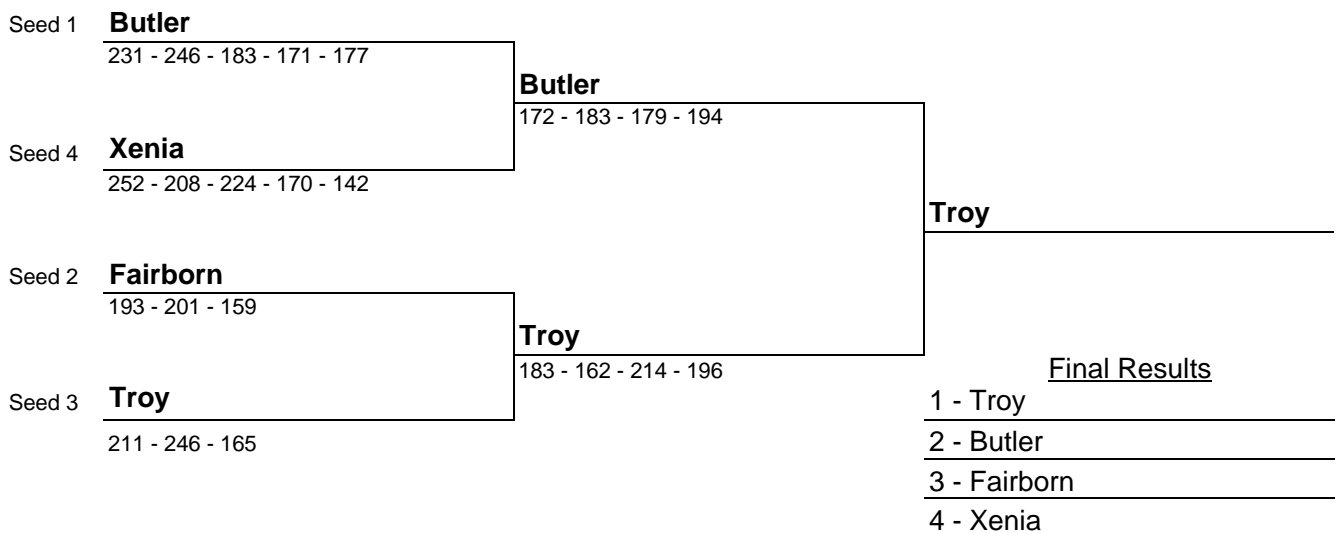 Seed 1 Butler
231 - 246 - 183 - 171 - 177
Butler
172 - 183 - 179 - 194
Seed 4 Xenia
252 - 208 - 224 - 170 - 142
Troy
Seed 2 Fairborn
193 - 201 - 159
Troy
183 - 162 - 214 - 196
Seed 3 Troy
211 - 246 - 165
Final Results
1 - Troy
2 - Butler
3 - Fairborn
4 - Xenia